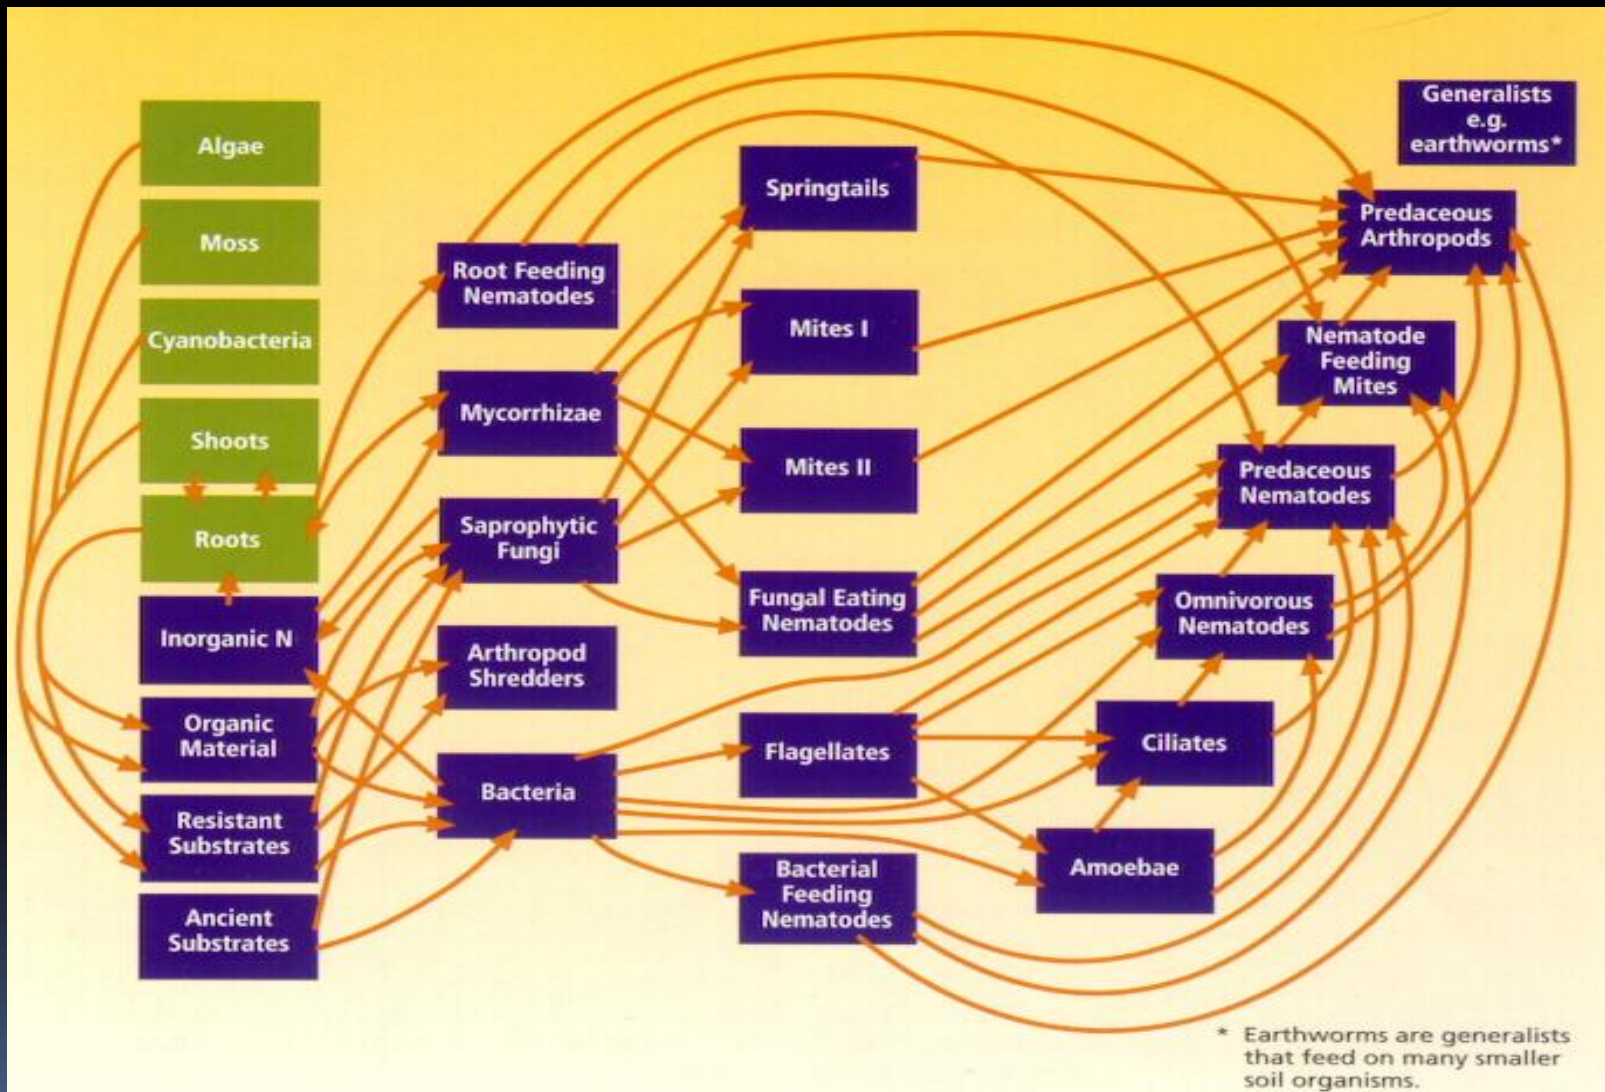 Algae
Moss
Cyanobacteria
Shoots
Roots
Inorganic N
Organic
Material
Resistant
Substrates
Ancient
Substrates
Root Feeding
Nematodes
Mycorrhizae
Saprophytic
Fungi
Arthropod
Shredders
Bacteria
Springtails
Mites I
Mites II
Fungal Eating
Nematodes
Flagellates
Bacterial
Feeding
Nematodes
Generalists
e.g.
earthworms*
Predaceous
Arthropods
Nematode
Feeding
Mites
Predaceous
Nematodes
Omnivorous
Nematodes
Ciliates
Amoebae
* Earthworms are generalists
that feed on many smaller
soil organisms.